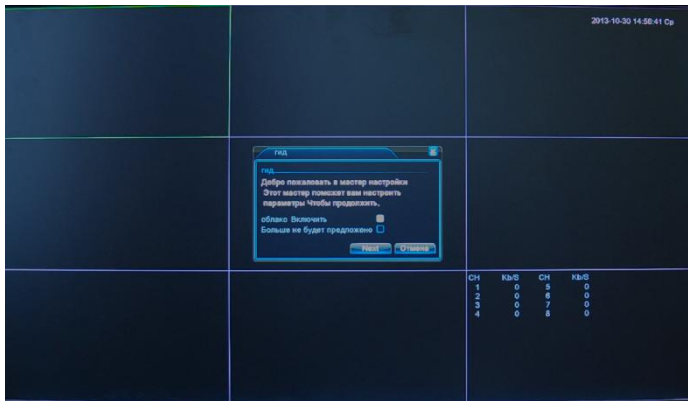 2013-10-30 14:56:41 Ср
гид
гид
Добро пожаловать в мастер настройки
Этот мастер поможет вам настроить
параметры Чтобы продолжить.
облако Включить
Больше не будет предложено
Next Отмена
CH Kb/S CH Kb/S
1 0 5 0
2 0 6 0
3 0 7 0
4 0 8 0